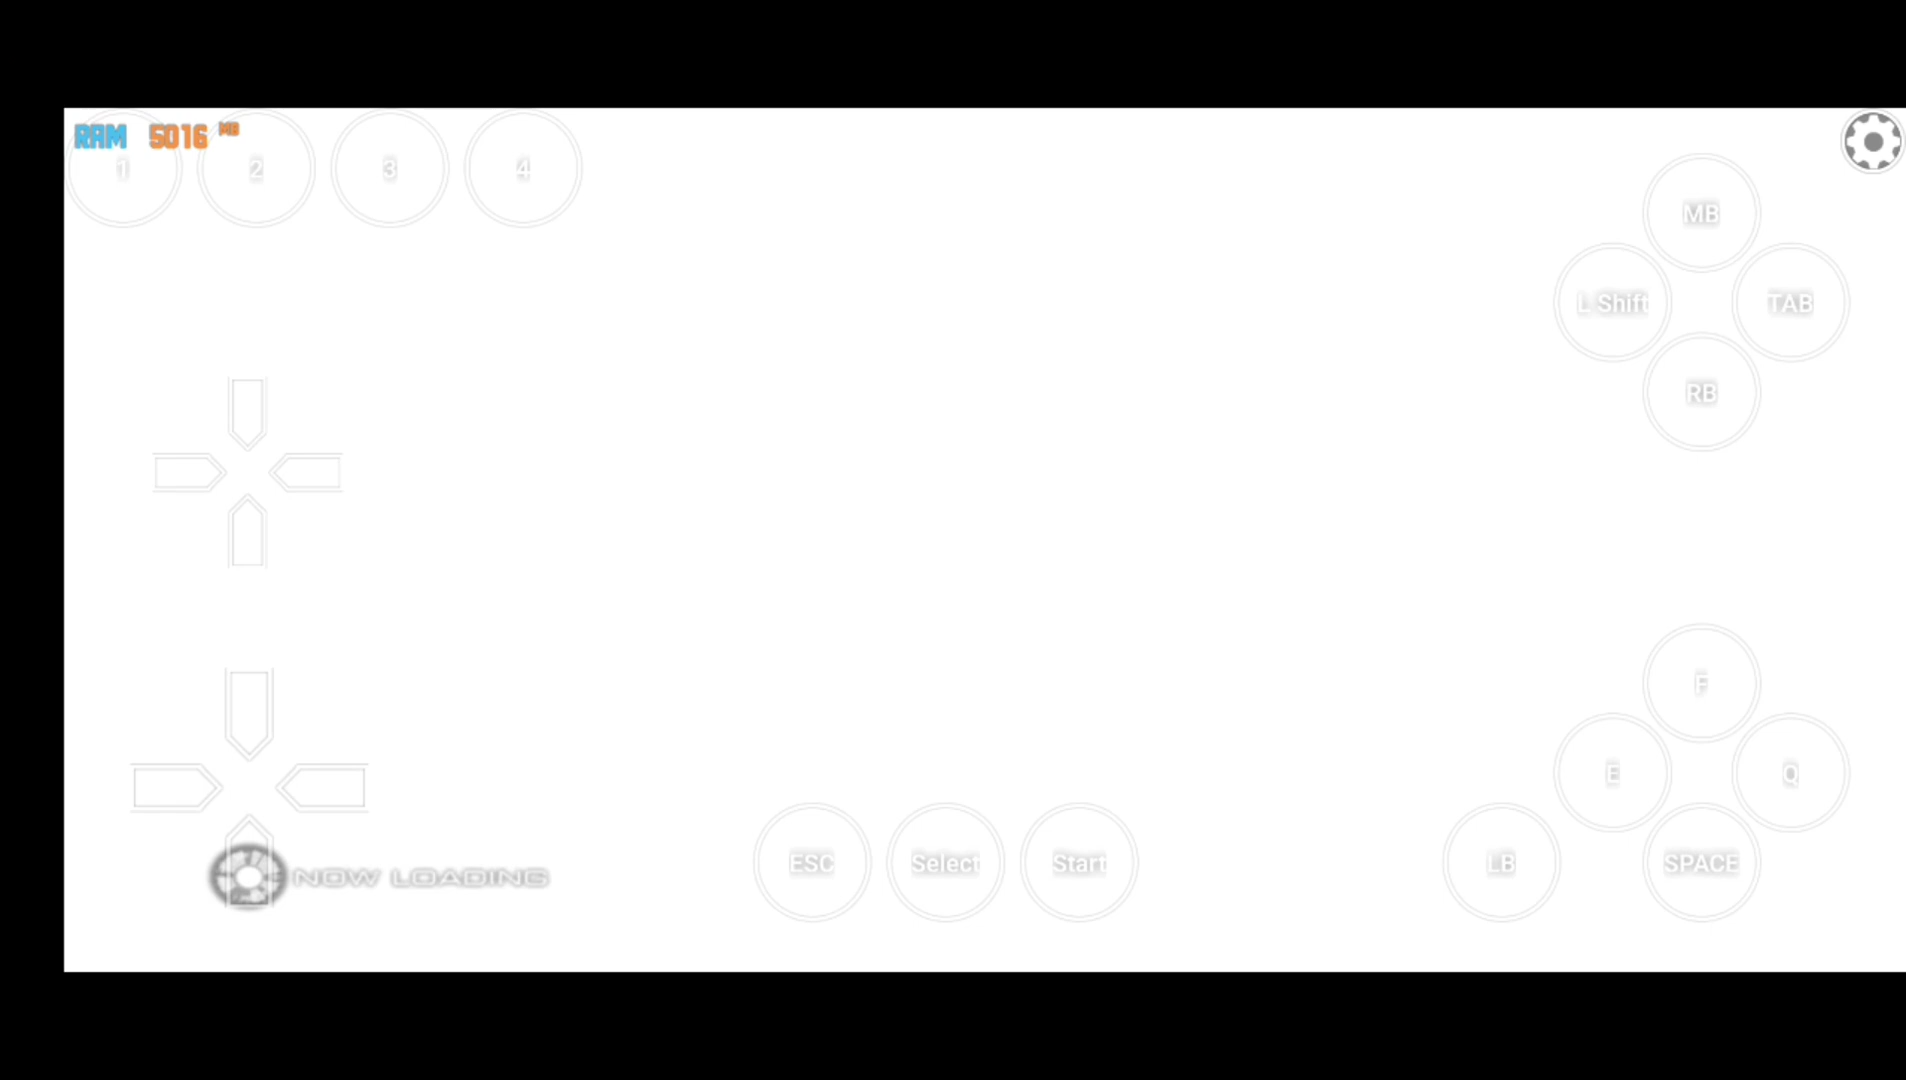 RAM 5016 MB
1 2 3 4
MB
L Shift TAB
RB
F
E Q
ESC Select Start LB SPACE
NOW LOADING